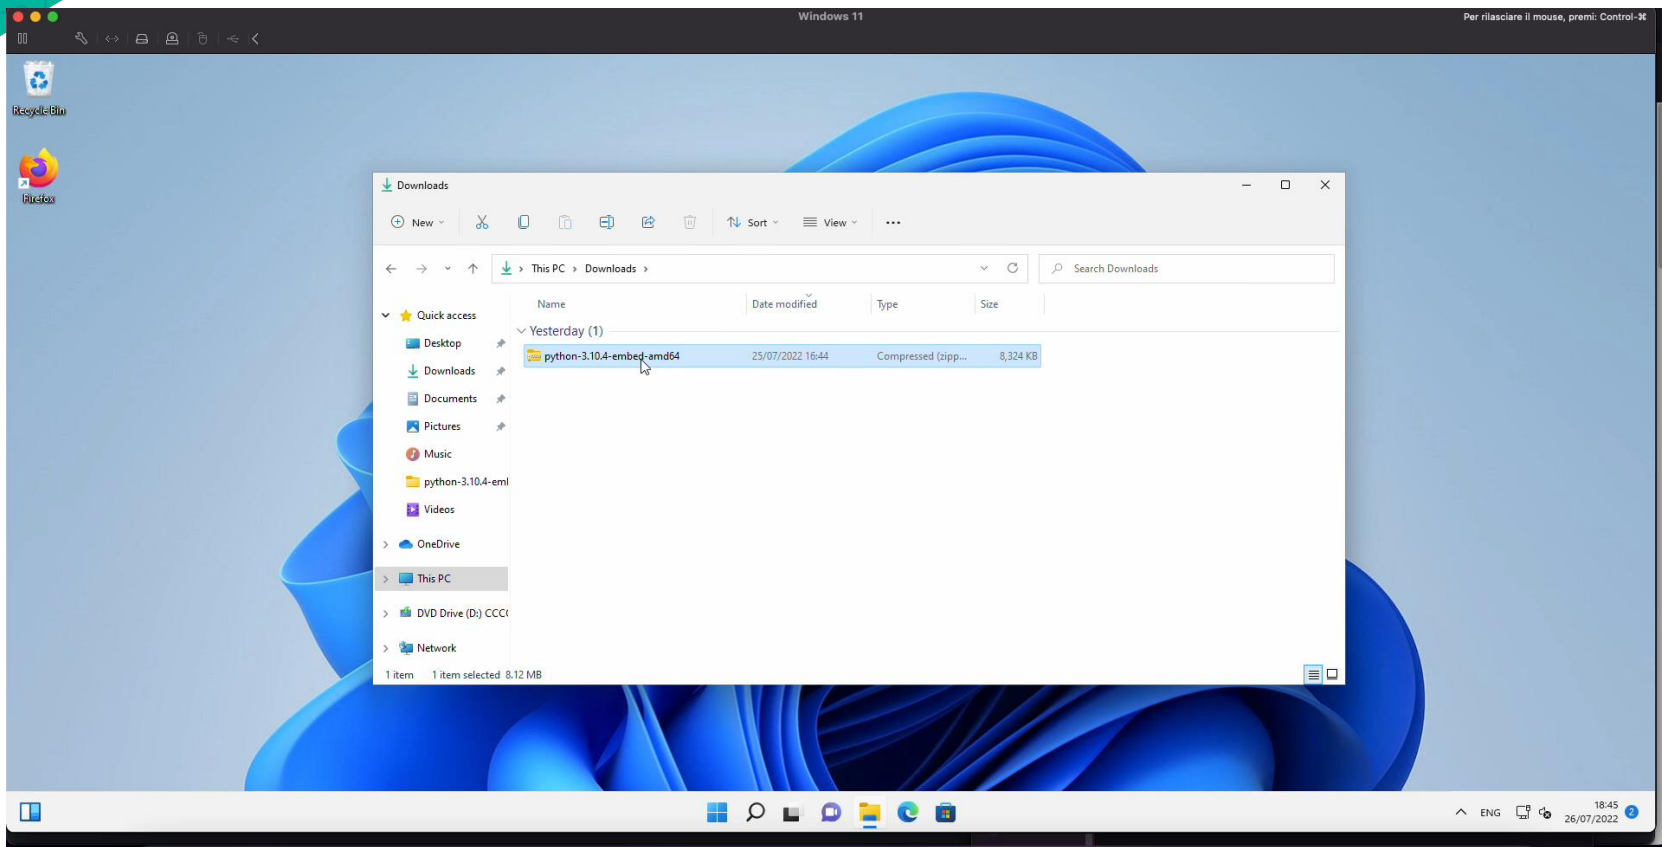 Windows 11
Per rilasciare il mouse, premi: Control-⌘
Recycle Bin
Firefox
Downloads
New
Sort
View
This PC > Downloads >
Search Downloads
Name
Date modified
Type
Size
Quick access
Yesterday (1)
Desktop
python-3.10.4-embed-amd64 25/07/2022 16:44 Compressed (zipp... 8,324 KB
Downloads
Documents
Pictures
Music
python-3.10.4-eml
Videos
OneDrive
This PC
DVD Drive (D:) CCC
Network
1 item 1 item selected 8.12 MB
ENG
18:45
26/07/2022
2